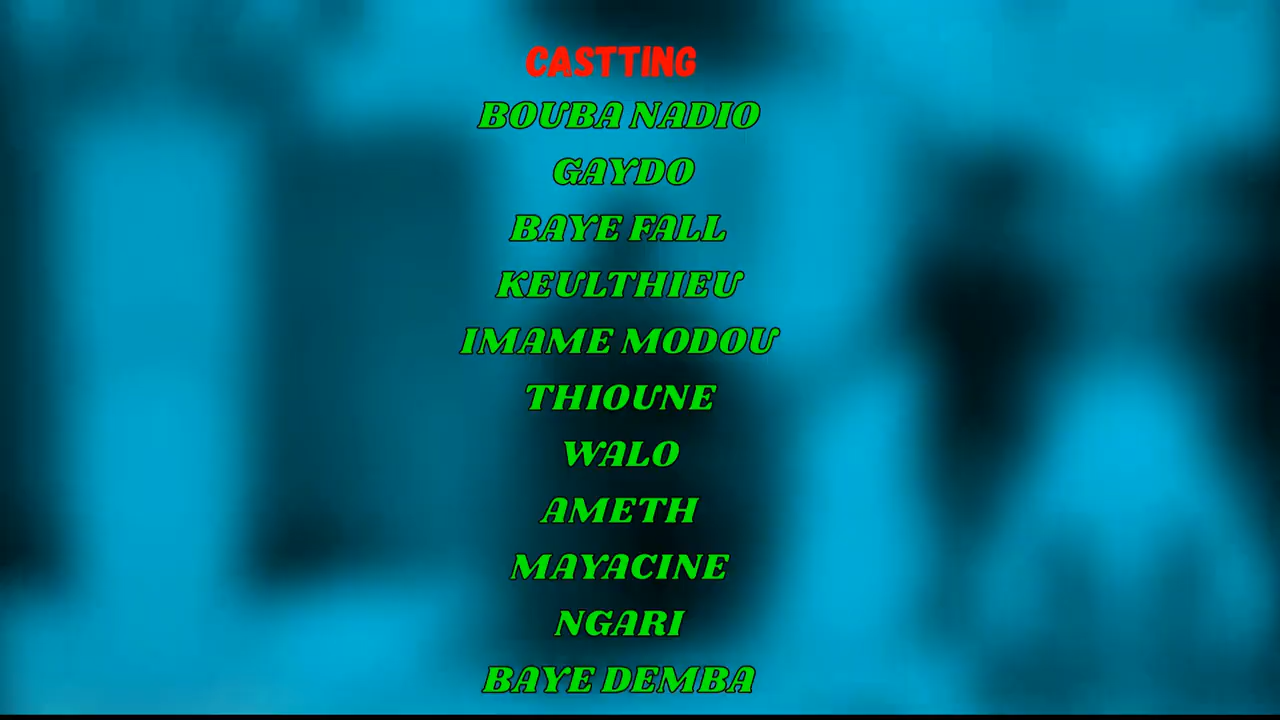 CASTTING
BOUBA NADIO
GAYDO
BAYE FALL
KEULTHIEU
IMAME MODOU
THIOUNE
WALO
AMETH
MAYACINE
NGARI
BAYE DEMBA